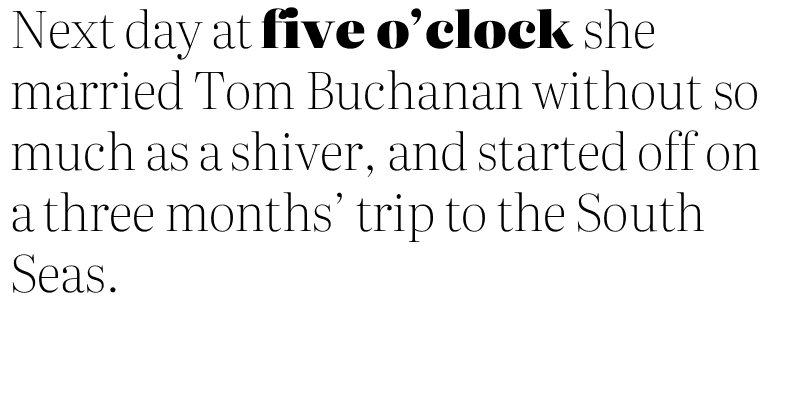 Next day at five o’clock she
married Tom Buchanan without so
much as a shiver, and started off on
a three months’ trip to the South
Seas.